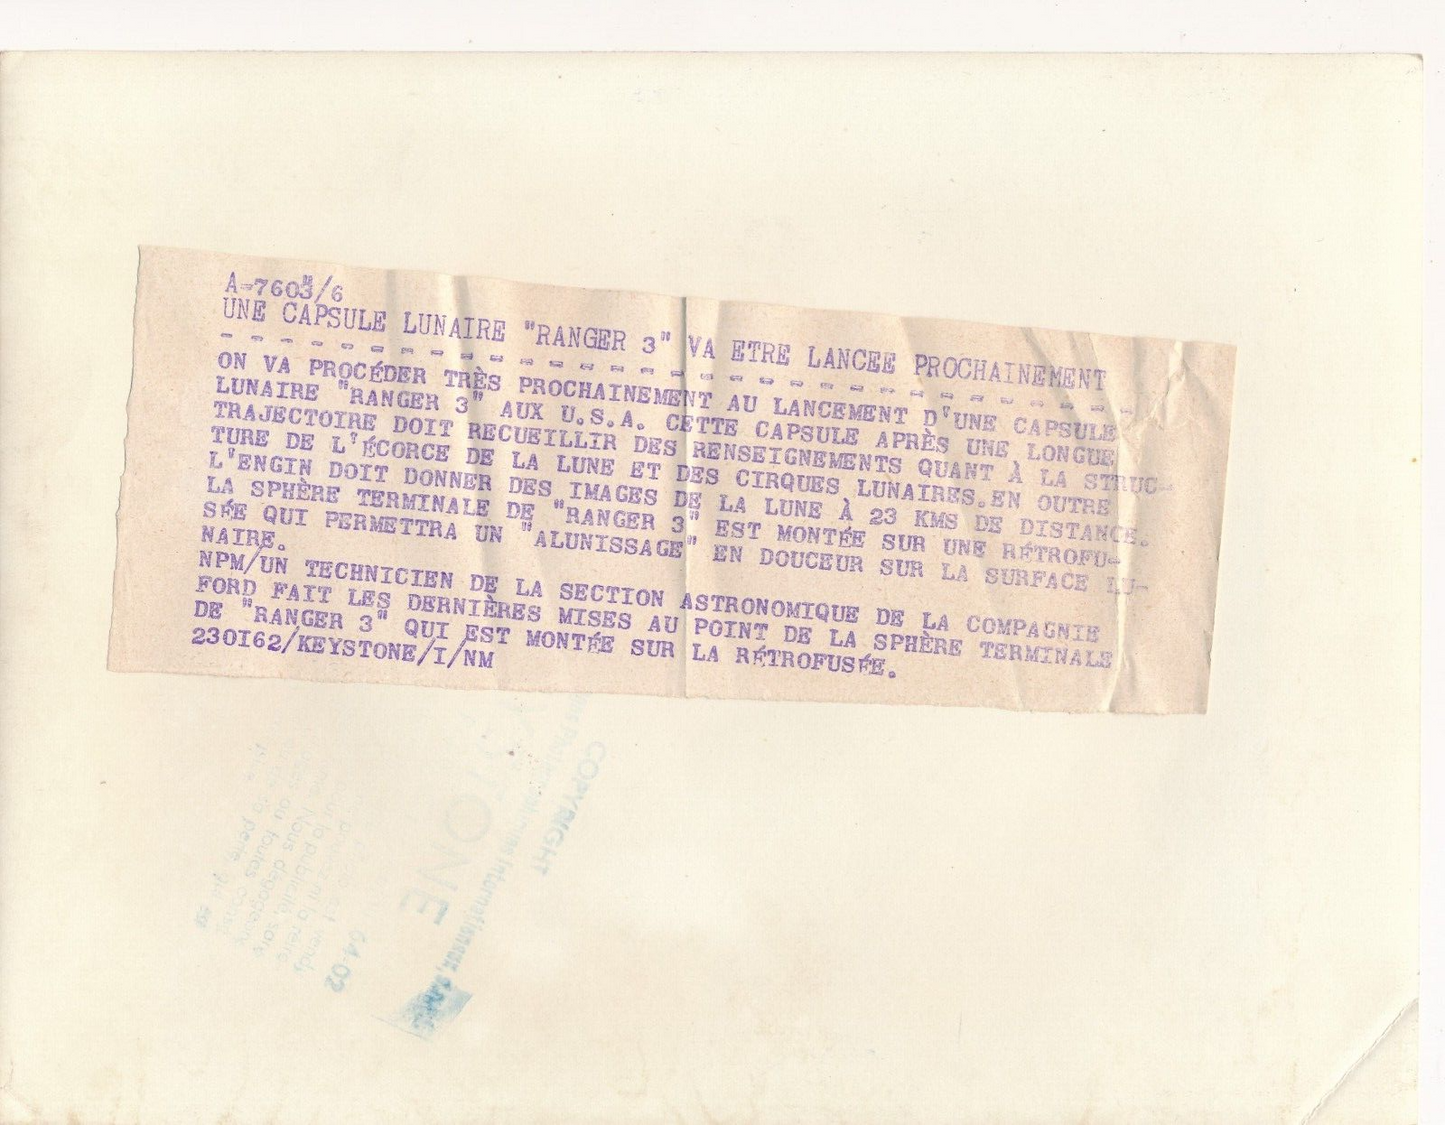 A-7603/6
UNE CAPSULE LUNAIRE "RANGER 3" VA ETRE LANCEE PROCHAINEMENT
- - - - - - - - - - - - - - - - - - - - - - - - - - - - - - -
ON VA PROCÉDER TRÈS PROCHAINEMENT AU LANCEMENT D'UNE CAPSULE
LUNAIRE "RANGER 3" AUX U.S.A. CETTE CAPSULE APRÈS UNE LONGUE
TRAJECTOIRE DOIT RECUEILLIR DES RENSEIGNEMENTS QUANT À LA STRUC-
TURE DE L'ÉCORCE DE LA LUNE ET DES CIRQUES LUNAIRES.EN OUTRE
L'ENGIN DOIT DONNER DES IMAGES DE LA LUNE À 23 KMS DE DISTANCE.
LA SPHÈRE TERMINALE DE "RANGER 3" EST MONTÉE SUR UNE RÉTROFU-
SÉE QUI PERMETTRA UN "ALUNISSAGE" EN DOUCEUR SUR LA SURFACE LU-
NAIRE.
NPM/UN TECHNICIEN DE LA SECTION ASTRONOMIQUE DE LA COMPAGNIE
FORD FAIT LES DERNIÈRES MISES AU POINT DE LA SPHÈRE TERMINALE
DE "RANGER 3" QUI EST MONTÉE SUR LA RÉTROFUSÉE.
230I62/KEYSTONE/I/NM
COPYRIGHT
04-02